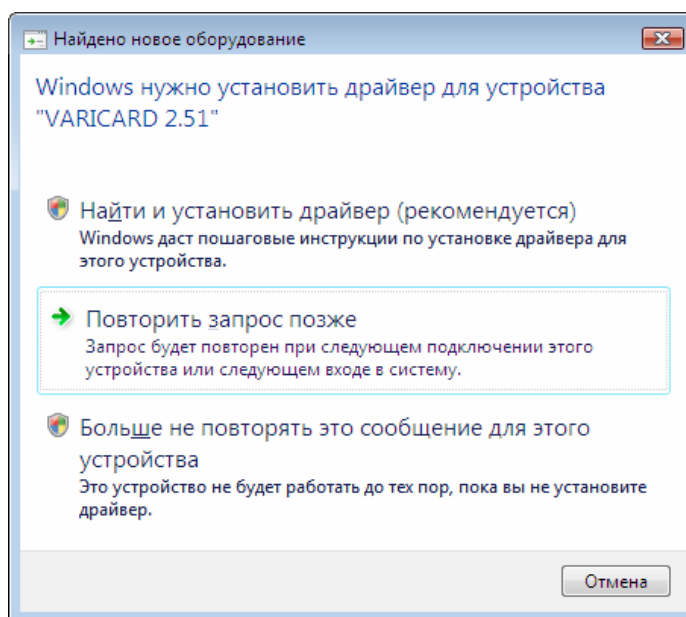 Найдено новое оборудование
Windows нужно установить драйвер для устройства
"VARICARD 2.51"
Найти и установить драйвер (рекомендуется)
Windows даст пошаговые инструкции по установке драйвера для
этого устройства.
Повторить запрос позже
Запрос будет повторен при следующем подключении этого
устройства или следующем входе в систему.
Больше не повторять это сообщение для этого
устройства
Это устройство не будет работать до тех пор, пока вы не установите
драйвер.
Отмена